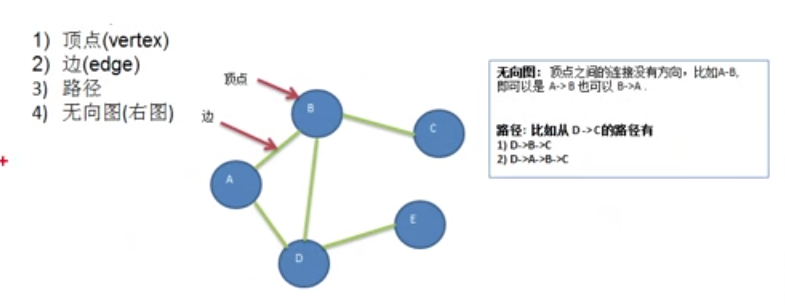 1) 顶点(vertex)
2) 边(edge)
3) 路径
4) 无向图(右图)
顶点
边
B
C
A
E
D
无向图： 顶点之间的连接没有方向，比如A-B,
即可以是 A-> B 也可以 B->A .
路径: 比如从 D ->C的路径有
1) D->B->C
2) D->A->B->C